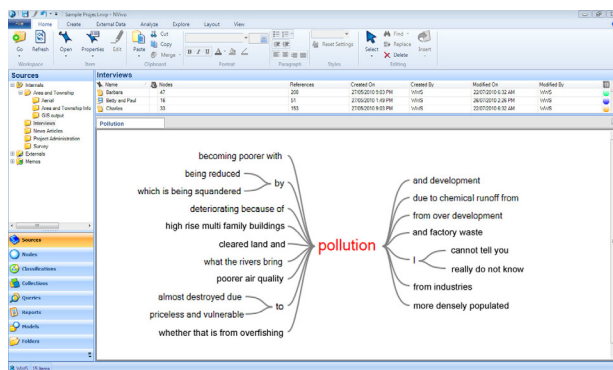 Sample Project.nvp - NVivo
File Home Create External Data Analyze Explore Layout View
Go Refresh Open Properties Edit Paste
Cut
Copy
Merge
B I U
Reset Settings
Select
Find
Replace
Delete
Insert
Workspace Item Clipboard Format Paragraph Styles Editing
Sources
Internals
Area and Township
Aerial
Area and Township Info
GIS output
Interviews
News Articles
Project Administration
Survey
Externals
Memos
Sources
Nodes
Classifications
Collections
Queries
Reports
Models
Folders
Interviews
Name Nodes References Created On Created By Modified On Modified By
Barbara 47 208 27/05/2010 9:03 PM WWS 22/07/2010 6:32 AM WWS
Betty and Paul 16 51 27/05/2010 1:48 PM WWS 26/07/2010 2:26 PM WWS
Charles 33 193 27/05/2010 9:03 PM WWS 22/07/2010 6:32 AM WWS
Pollution
becoming poorer with
being reduced
which is being squandered
by
deteriorating because of
high rise multi family buildings
cleared land and
what the rivers bring
poorer air quality
almost destroyed due
priceless and vulnerable
to
whether that is from overfishing
pollution
and development
due to chemical runoff from
from over development
and factory waste
I
cannot tell you
really do not know
from industries
more densely populated
WWS 15 Items